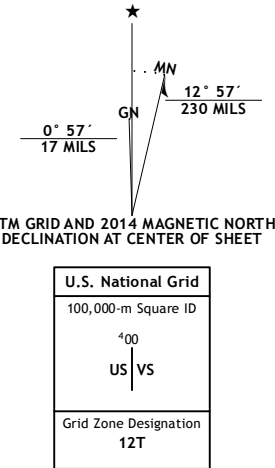 ★
MN
GN
12° 57´
230 MILS
0° 57´
17 MILS
TM GRID AND 2014 MAGNETIC NORTH
DECLINATION AT CENTER OF SHEET
U.S. National Grid
100,000-m Square ID
⁴00
US VS
Grid Zone Designation
12T